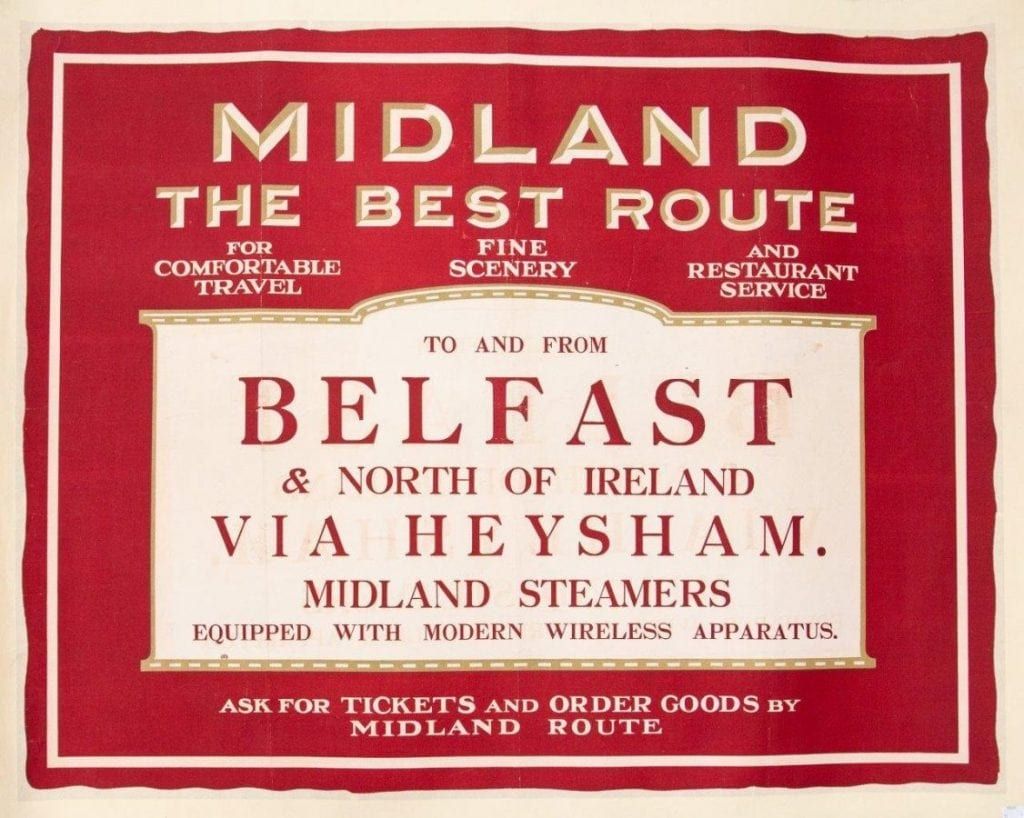 MIDLAND
THE BEST ROUTE
FOR
COMFORTABLE
TRAVEL
FINE
SCENERY
AND
RESTAURANT
SERVICE
TO AND FROM
BELFAST
& NORTH OF IRELAND
VIA HEYSHAM.
MIDLAND STEAMERS
EQUIPPED WITH MODERN WIRELESS APPARATUS.
ASK FOR TICKETS AND ORDER GOODS BY
MIDLAND ROUTE